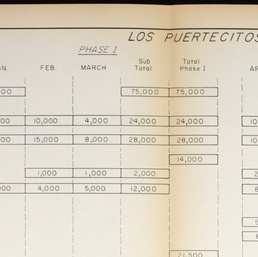 LOS PUERTECITOS
PHASE I
FEB. MARCH Sub Total Total Phase I
75,000 75,000
10,000 4,000 24,000 24,000
15,000 8,000 28,000 28,000
14,000
1,000 1,000 2,000
4,000 5,000 12,000
21,500